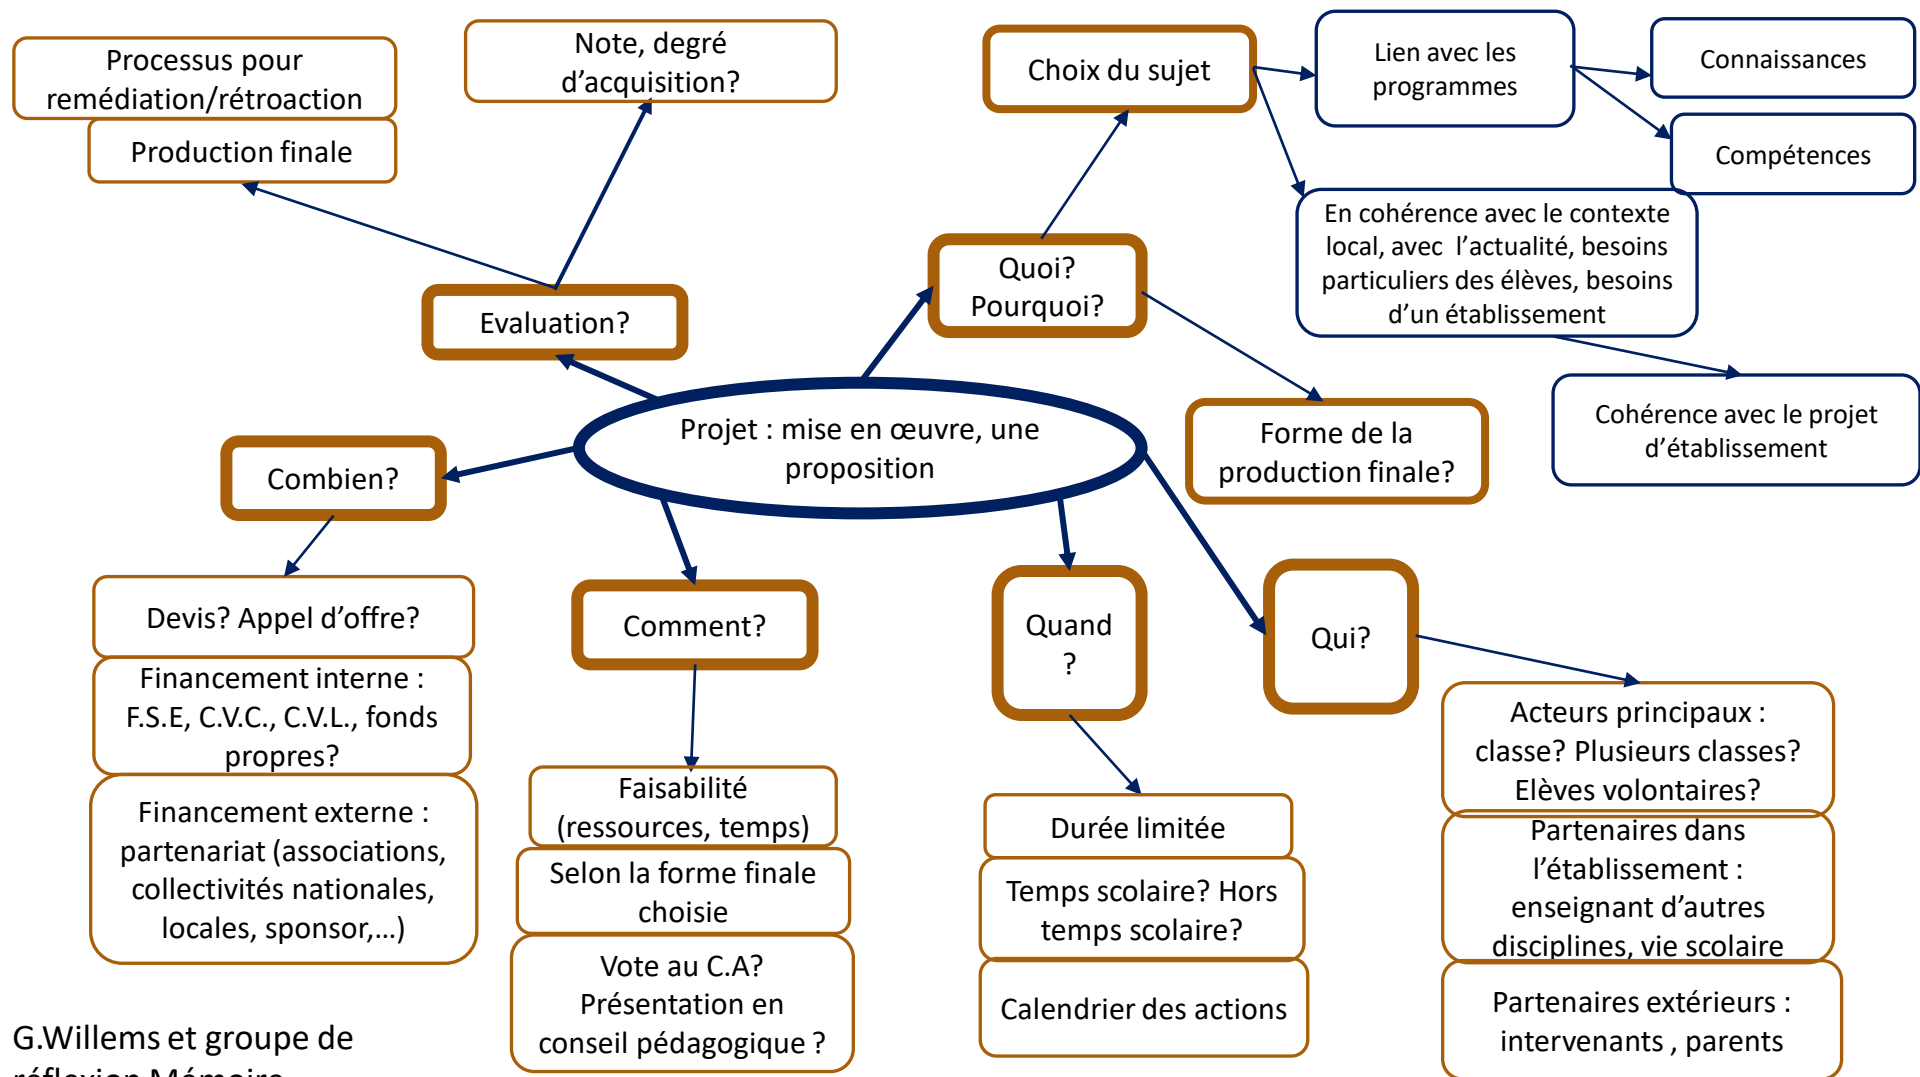 Processus pour
remédiation/rétroaction
Production finale
Note, degré
d’acquisition?
Choix du sujet
Lien avec les
programmes
Connaissances
Compétences
En cohérence avec le contexte
local, avec l’actualité, besoins
particuliers des élèves, besoins
d’un établissement
Cohérence avec le projet
d’établissement
Quoi?
Pourquoi?
Forme de la
production finale?
Evaluation?
Projet : mise en œuvre, une
proposition
Combien?
Devis? Appel d’offre?
Financement interne :
F.S.E, C.V.C., C.V.L., fonds
propres?
Financement externe :
partenariat (associations,
collectivités nationales,
locales, sponsor,…)
Comment?
Faisabilité
(ressources, temps)
Selon la forme finale
choisie
Vote au C.A?
Présentation en
conseil pédagogique ?
Quand
?
Durée limitée
Temps scolaire? Hors
temps scolaire?
Calendrier des actions
Qui?
Acteurs principaux :
classe? Plusieurs classes?
Elèves volontaires?
Partenaires dans
l’établissement :
enseignant d’autres
disciplines, vie scolaire
Partenaires extérieurs :
intervenants , parents
G.Willems et groupe de
réflexion Mémoire